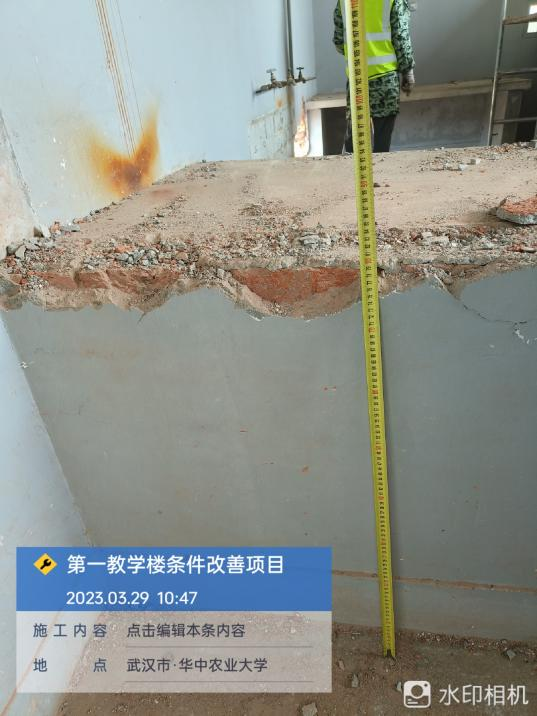 第一教学楼条件改善项目
2023.03.29 10:47
施工内容 点击编辑本条内容
地 点 武汉市·华中农业大学
水印相机